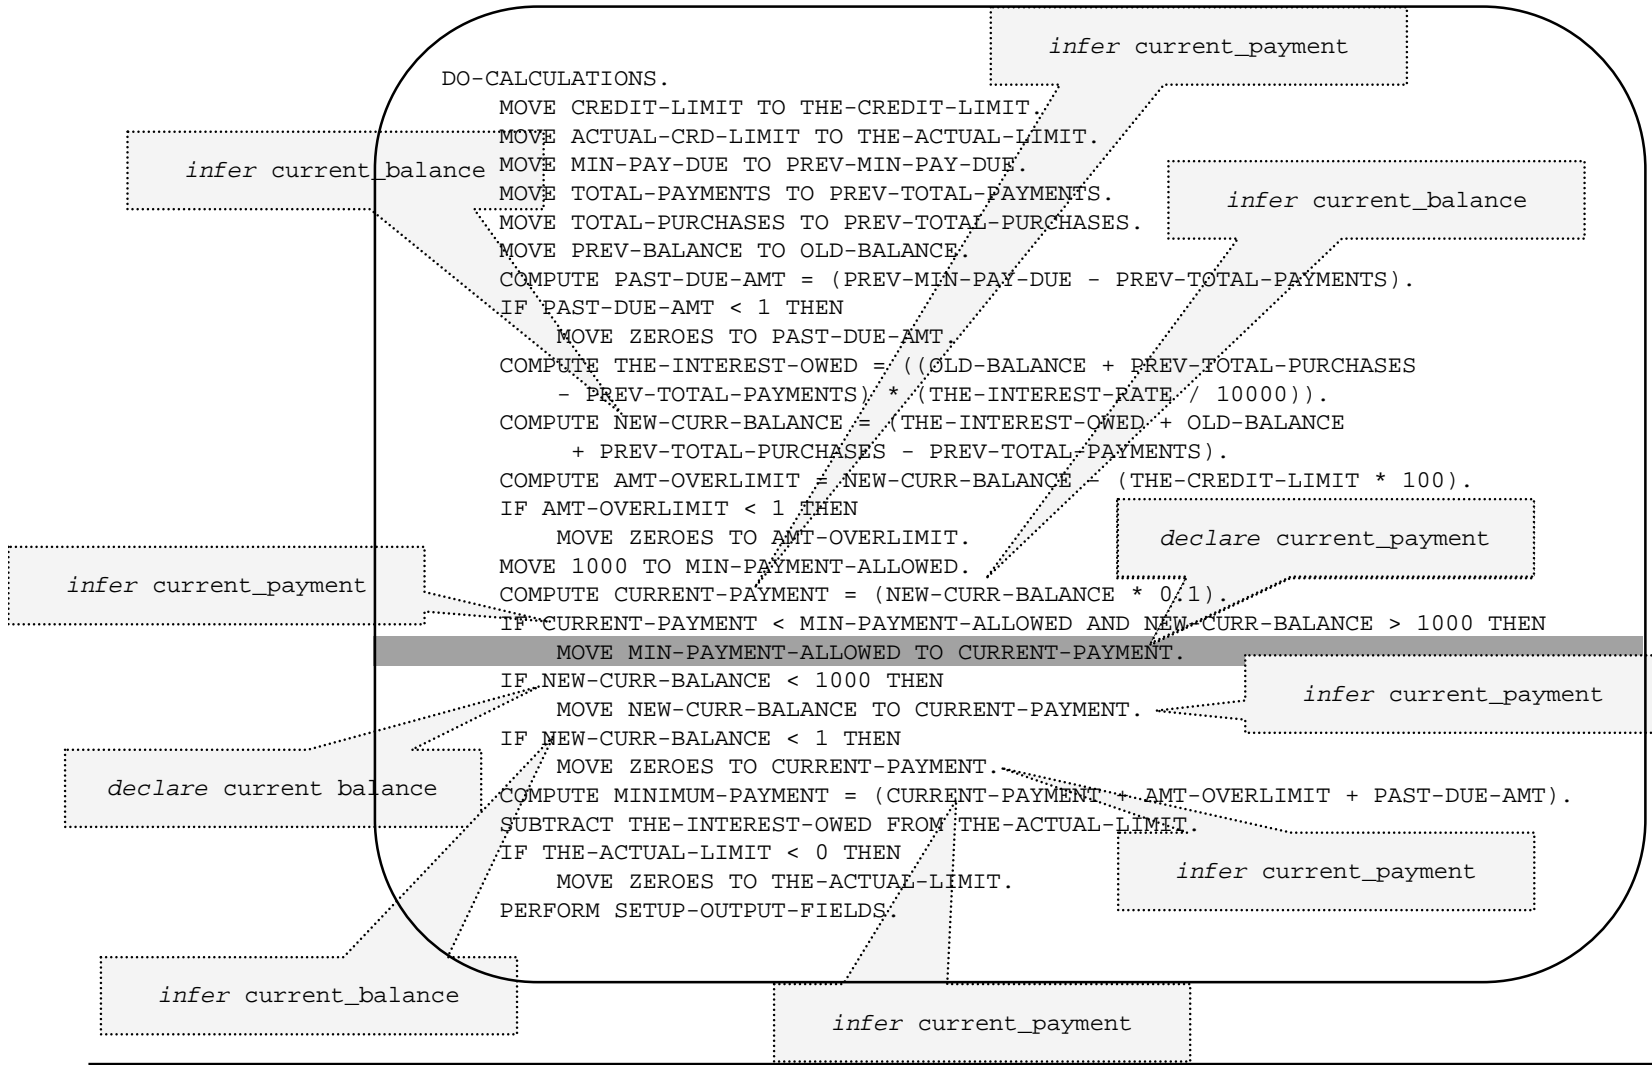 infer current_payment
DO-CALCULATIONS.
MOVE CREDIT-LIMIT TO THE-CREDIT-LIMIT.
MOVE ACTUAL-CRD-LIMIT TO THE-ACTUAL-LIMIT.
infer current_balance
MOVE MIN-PAY-DUE TO PREV-MIN-PAY-DUE.
MOVE TOTAL-PAYMENTS TO PREV-TOTAL-PAYMENTS.
infer current_balance
MOVE TOTAL-PURCHASES TO PREV-TOTAL-PURCHASES.
MOVE PREV-BALANCE TO OLD-BALANCE.
COMPUTE PAST-DUE-AMT = (PREV-MIN-PAY-DUE - PREV-TOTAL-PAYMENTS).
IF PAST-DUE-AMT < 1 THEN
MOVE ZEROES TO PAST-DUE-AMT.
COMPUTE THE-INTEREST-OWED = ((OLD-BALANCE + PREV-TOTAL-PURCHASES
- PREV-TOTAL-PAYMENTS) * (THE-INTEREST-RATE / 10000)).
COMPUTE NEW-CURR-BALANCE = (THE-INTEREST-OWED + OLD-BALANCE
+ PREV-TOTAL-PURCHASES - PREV-TOTAL-PAYMENTS).
COMPUTE AMT-OVERLIMIT = NEW-CURR-BALANCE - (THE-CREDIT-LIMIT * 100).
IF AMT-OVERLIMIT < 1 THEN
MOVE ZEROES TO AMT-OVERLIMIT.
declare current_payment
MOVE 1000 TO MIN-PAYMENT-ALLOWED.
infer current_payment
COMPUTE CURRENT-PAYMENT = (NEW-CURR-BALANCE * 0.1).
IF CURRENT-PAYMENT < MIN-PAYMENT-ALLOWED AND NEW-CURR-BALANCE > 1000 THEN
MOVE MIN-PAYMENT-ALLOWED TO CURRENT-PAYMENT.
IF NEW-CURR-BALANCE < 1000 THEN
infer current_payment
MOVE NEW-CURR-BALANCE TO CURRENT-PAYMENT.
IF NEW-CURR-BALANCE < 1 THEN
MOVE ZEROES TO CURRENT-PAYMENT.
declare current balance
COMPUTE MINIMUM-PAYMENT = (CURRENT-PAYMENT + AMT-OVERLIMIT + PAST-DUE-AMT).
SUBTRACT THE-INTEREST-OWED FROM THE-ACTUAL-LIMIT.
IF THE-ACTUAL-LIMIT < 0 THEN
infer current_payment
MOVE ZEROES TO THE-ACTUAL-LIMIT.
PERFORM SETUP-OUTPUT-FIELDS.
infer current_balance
infer current_payment